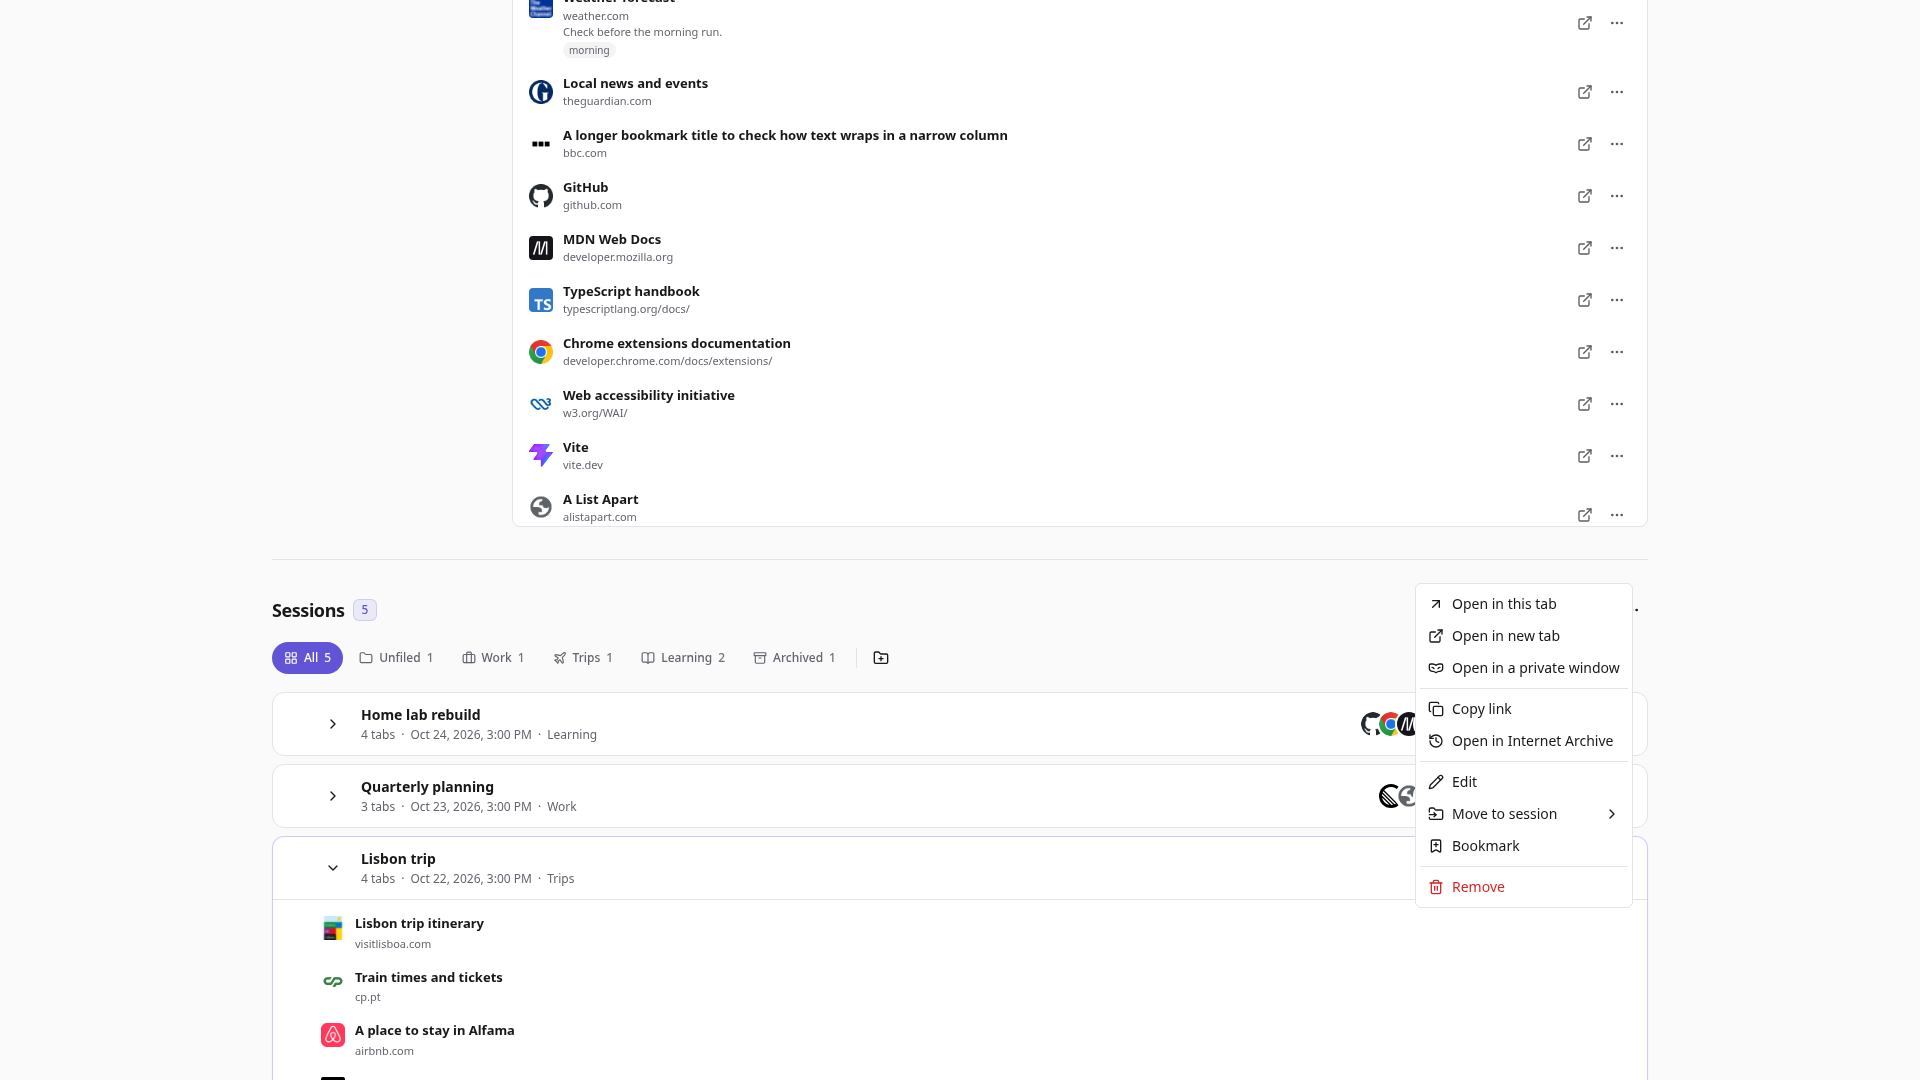 Weather forecast
weather.com
Check before the morning run.
morning
Local news and events
theguardian.com
A longer bookmark title to check how text wraps in a narrow column
bbc.com
GitHub
github.com
MDN Web Docs
developer.mozilla.org
TypeScript handbook
typescriptlang.org/docs/
Chrome extensions documentation
developer.chrome.com/docs/extensions/
Web accessibility initiative
w3.org/WAI/
Vite
vite.dev
A List Apart
alistapart.com
Sessions 5
All 5 Unfiled 1 Work 1 Trips 1 Learning 2 Archived 1
Home lab rebuild
4 tabs · Oct 24, 2026, 3:00 PM · Learning
Quarterly planning
3 tabs · Oct 23, 2026, 3:00 PM · Work
Lisbon trip
4 tabs · Oct 22, 2026, 3:00 PM · Trips
Lisbon trip itinerary
visitlisboa.com
Train times and tickets
cp.pt
A place to stay in Alfama
airbnb.com
Open in this tab
Open in new tab
Open in a private window
Copy link
Open in Internet Archive
Edit
Move to session
Bookmark
Remove